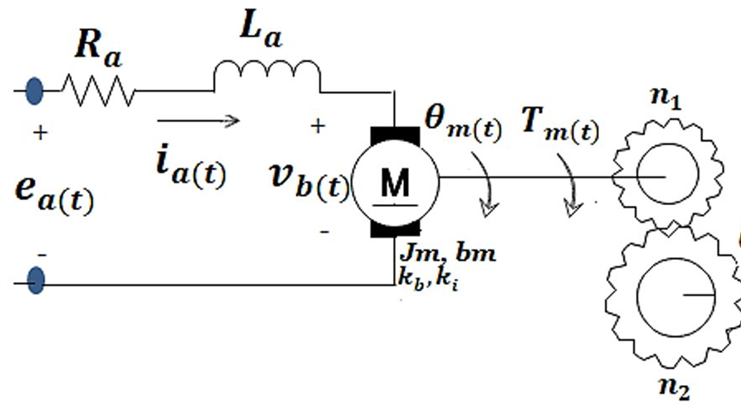 R_a
L_a
n_1
+
+
θ_m(t)
T_m(t)
i_a(t)
e_a(t)
v_b(t)
M
-
-
Jm, bm
k_b, k_i
n_2